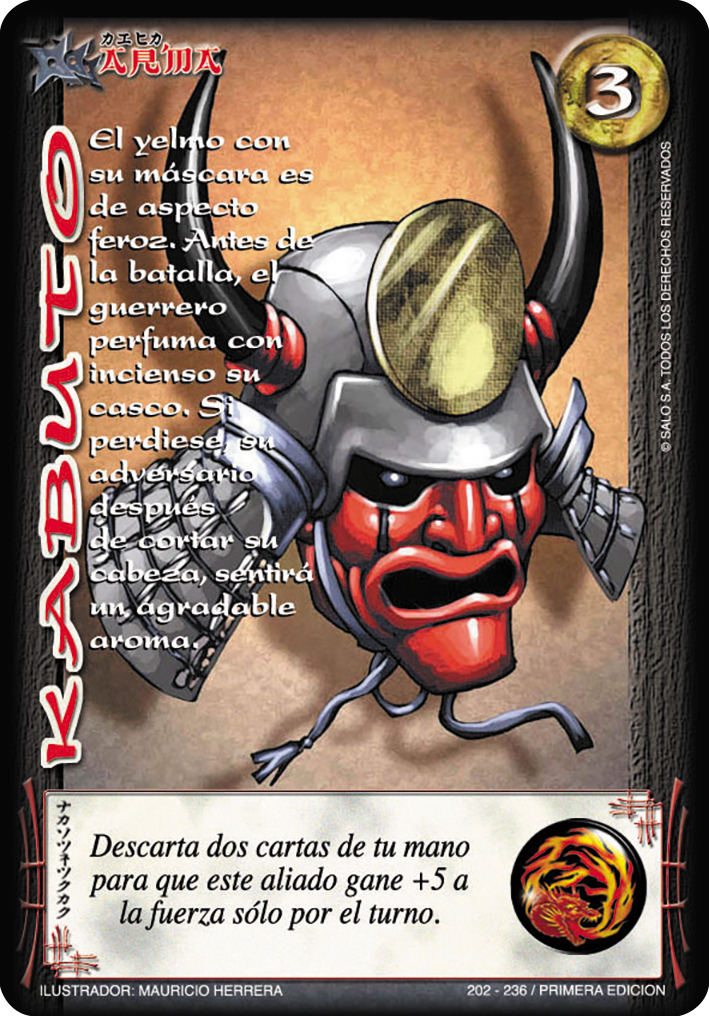 カエヒカ
ARMA
3
KABUTO
El yelmo con
su máscara es
de aspecto
feroz. Antes de
la batalla, el
guerrero
perfuma con
incienso su
casco. Si
perdiese, su
adversario
después
de cortar su
cabeza, sentirá
un agradable
aroma.
© SALO S.A. TODOS LOS DERECHOS RESERVADOS
ナカソツネツクカク
Descarta dos cartas de tu mano
para que este aliado gane +5 a
la fuerza sólo por el turno.
ILUSTRADOR: MAURICIO HERRERA
202 - 236 / PRIMERA EDICION